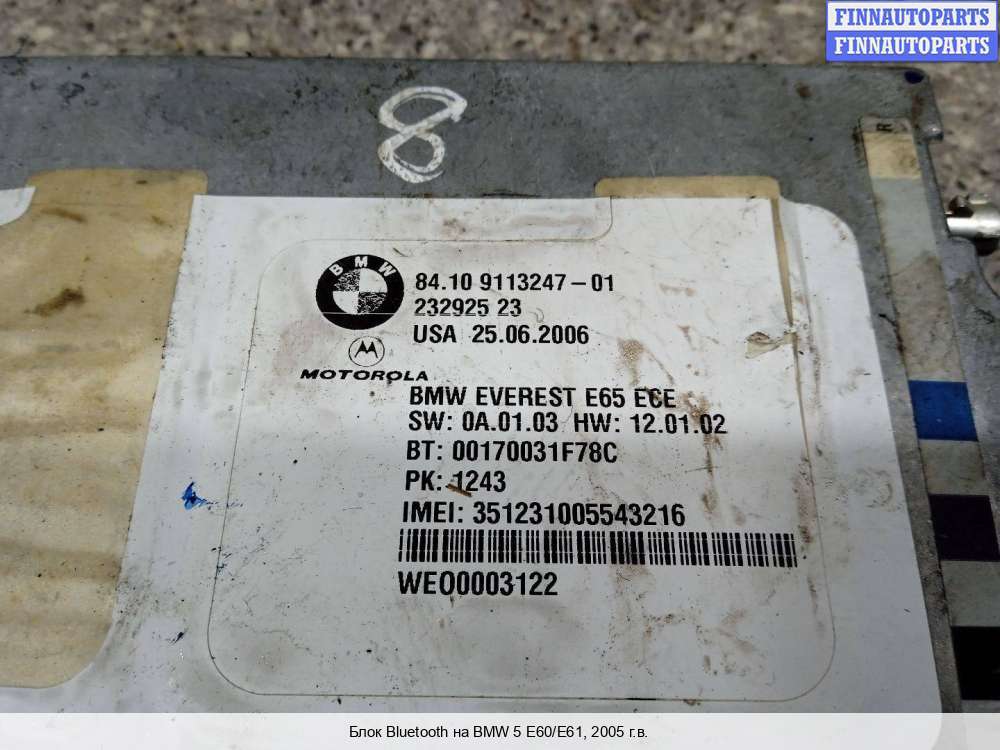 FINNAUTOPARTS
FINNAUTOPARTS
8
R
BMW
84.10 9113247-01
232925 23
USA 25.06.2006
MOTOROLA
BMW EVEREST E65 ECE
SW: 0A.01.03 HW: 12.01.02
BT: 00170031F78C
PK: 1243
IMEI: 351231005543216
WEO0003122
Блок Bluetooth на BMW 5 E60/E61, 2005 г.в.